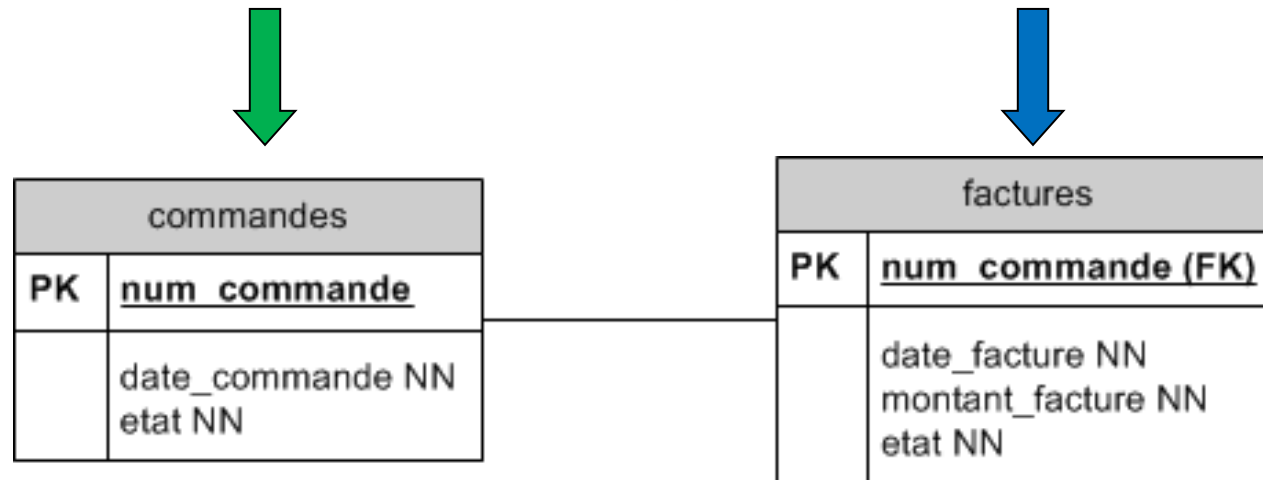 commandes
PK num_commande
date_commande NN
etat NN
factures
PK num_commande (FK)
date_facture NN
montant_facture NN
etat NN